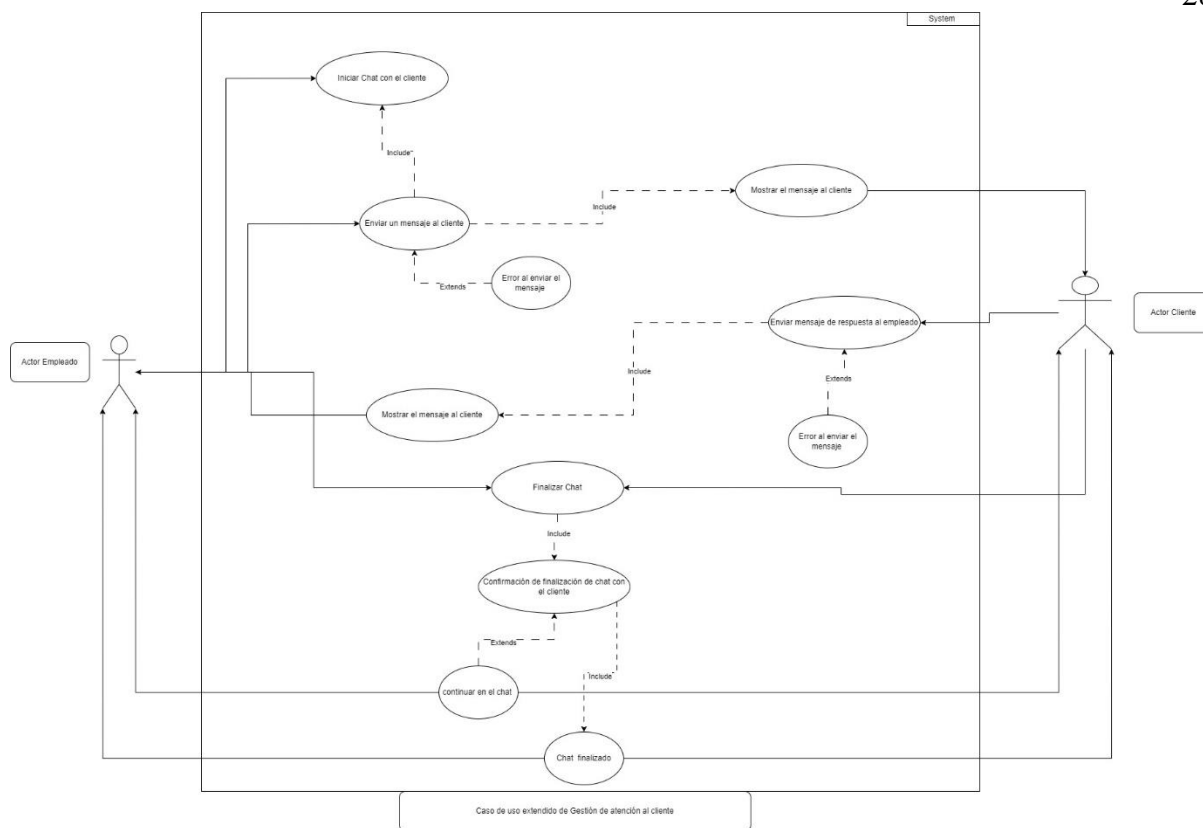 System
Iniciar Chat con el cliente
Include
Mostrar el mensaje al cliente
Include
Enviar un mensaje al cliente
Error al enviar el
mensaje
Extends
Enviar mensaje de respuesta al empleado
Actor Cliente
Actor Empleado
Include
Extends
Mostrar el mensaje al cliente
Error al enviar el
mensaje
Finalizar Chat
Include
Confirmación de finalización de chat con
el cliente
Extends
Include
continuar en el chat
Chat finalizado
Caso de uso extendido de Gestión de atención al cliente